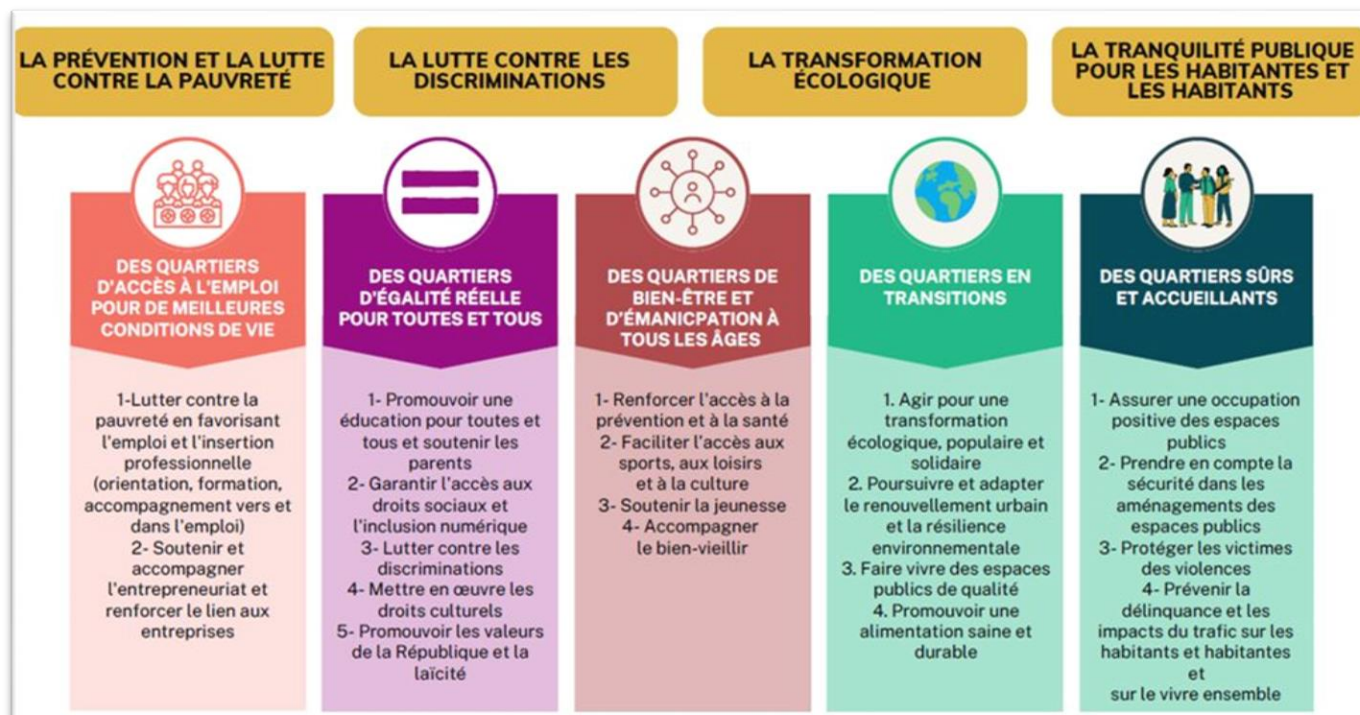 LA PRÉVENTION ET LA LUTTE
CONTRE LA PAUVRETÉ
LA LUTTE CONTRE LES
DISCRIMINATIONS
LA TRANSFORMATION
ÉCOLOGIQUE
LA TRANQUILITÉ PUBLIQUE
POUR LES HABITANTES ET
LES HABITANTS
DES QUARTIERS
D'ACCÈS À L'EMPLOI
POUR DE MEILLEURES
CONDITIONS DE VIE
1-Lutter contre la
pauvreté en favorisant
l'emploi et l'insertion
professionnelle
(orientation, formation,
accompagnement vers et
dans l'emploi)
2- Soutenir et
accompagner
l'entrepreneuriat et
renforcer le lien aux
entreprises
DES QUARTIERS
D'ÉGALITÉ RÉELLE
POUR TOUTES ET TOUS
1- Promouvoir une
éducation pour toutes et
tous et soutenir les
parents
2- Garantir l'accès aux
droits sociaux et
l'inclusion numérique
3- Lutter contre les
discriminations
4- Mettre en œuvre les
droits culturels
5- Promouvoir les valeurs
de la République et la
laïcité
DES QUARTIERS DE
BIEN-ÊTRE ET
D'ÉMANICPATION À
TOUS LES ÂGES
1- Renforcer l'accès à la
prévention et à la santé
2- Faciliter l'accès aux
sports, aux loisirs
et à la culture
3- Soutenir la jeunesse
4- Accompagner
le bien-vieillir
DES QUARTIERS EN
TRANSITIONS
1. Agir pour une
transformation
écologique, populaire et
solidaire
2. Poursuivre et adapter
le renouvellement urbain
et la résilience
environnementale
3. Faire vivre des espaces
publics de qualité
4. Promouvoir une
alimentation saine et
durable
DES QUARTIERS SÛRS
ET ACCUEILLANTS
1- Assurer une occupation
positive des espaces
publics
2- Prendre en compte la
sécurité dans les
aménagements des
espaces publics
3- Protéger les victimes
des violences
4- Prévenir la
délinquance et les
impacts du trafic sur les
habitants et habitantes
et
sur le vivre ensemble